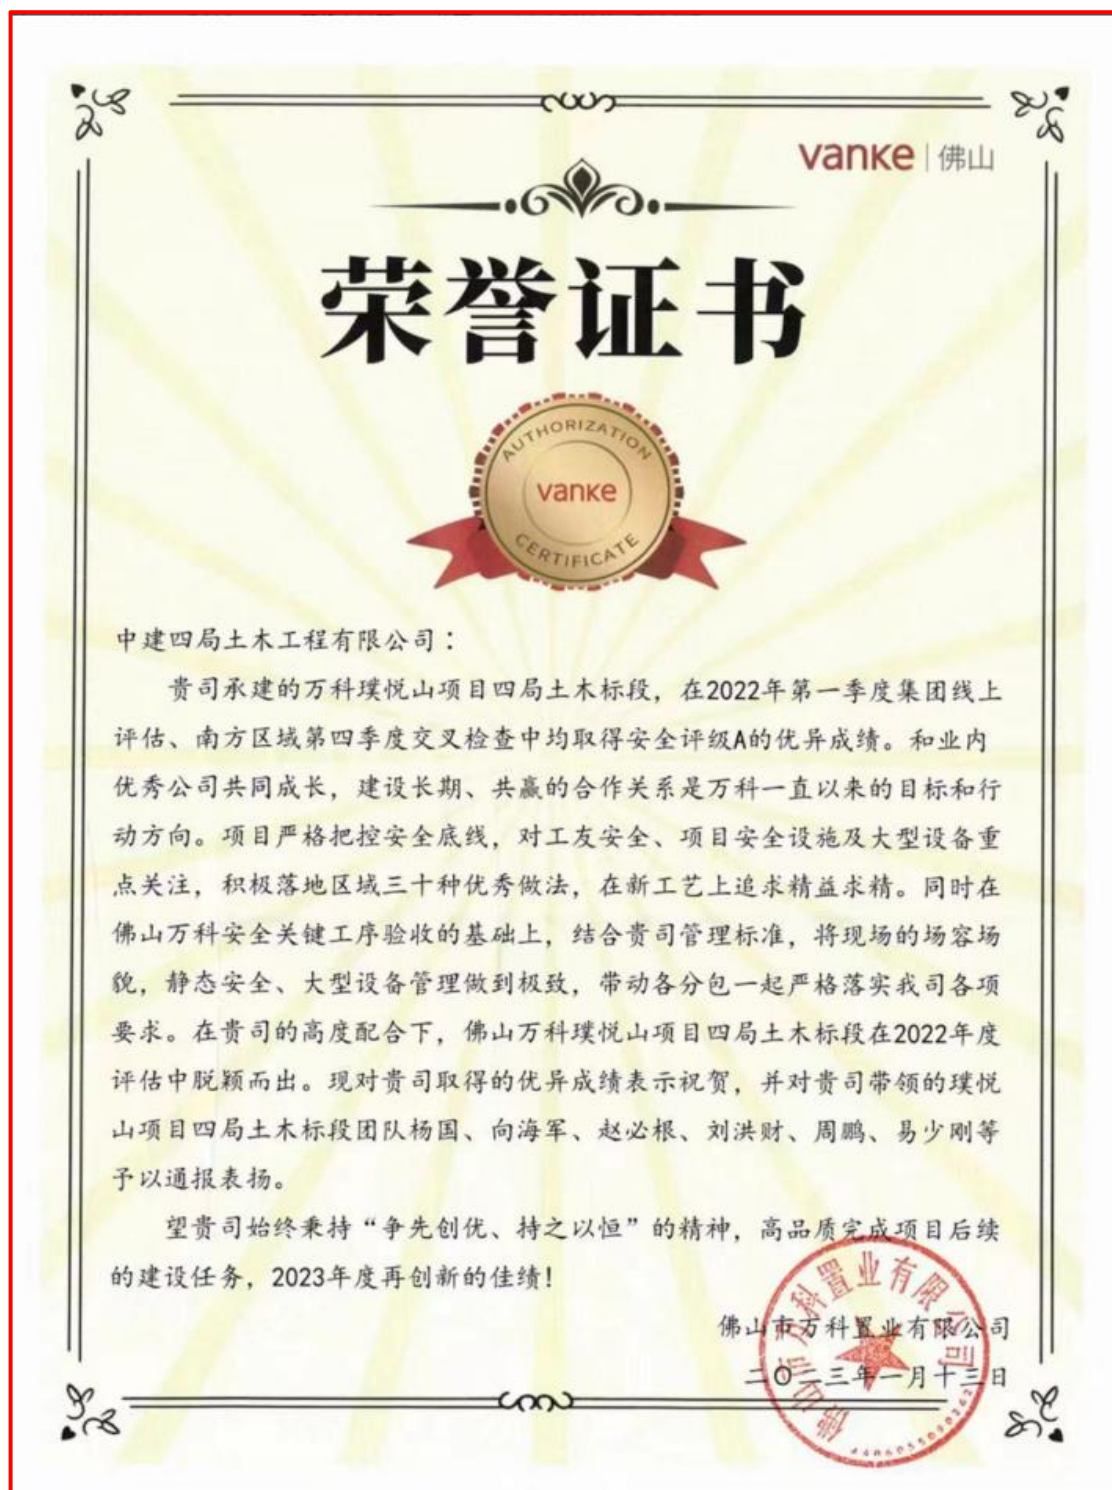 vanke | 佛山
荣誉证书
AUTHORIZATION
vanke
CERTIFICATE
中建四局土木工程有限公司：
贵司承建的万科璞悦山项目四局土木标段，在2022年第一季度集团线上
评估、南方区域第四季度交叉检查中均取得安全评级A的优异成绩。和业内
优秀公司共同成长，建设长期、共赢的合作关系是万科一直以来的目标和行
动方向。项目严格把控安全底线，对工友安全、项目安全设施及大型设备重
点关注，积极落地区域三十种优秀做法，在新工艺上追求精益求精。同时在
佛山万科安全关键工序验收的基础上，结合贵司管理标准，将现场的场容场
貌，静态安全、大型设备管理做到极致，带动各分包一起严格落实我司各项
要求。在贵司的高度配合下，佛山万科璞悦山项目四局土木标段在2022年度
评估中脱颖而出。现对贵司取得的优异成绩表示祝贺，并对贵司带领的璞悦
山项目四局土木标段团队杨国、向海军、赵必根、刘洪财、周鹏、易少刚等
予以通报表扬。
望贵司始终秉持“争先创优、持之以恒”的精神，高品质完成项目后续
的建设任务，2023年度再创新的佳绩！
佛山市万科置业有限公司
二〇二三年一月十三日
佛山市万科置业有限公司